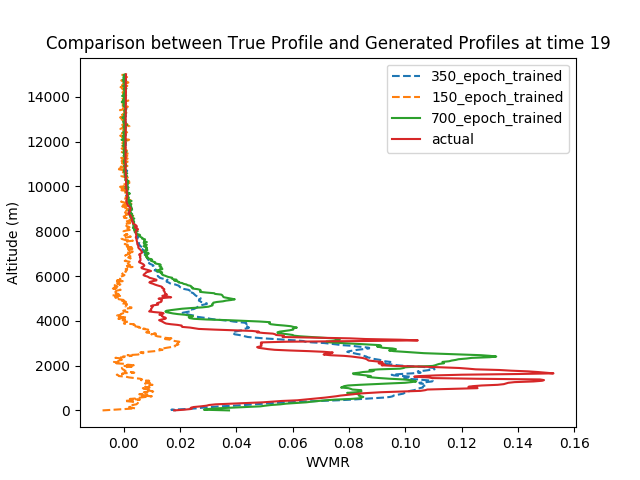 Comparison between True Profile and Generated Profiles at time 19
350_epoch_trained
150_epoch_trained
700_epoch_trained
actual
Altitude (m)
14000
12000
10000
8000
6000
4000
2000
0
0.00 0.02 0.04 0.06 0.08 0.10 0.12 0.14 0.16
WVMR